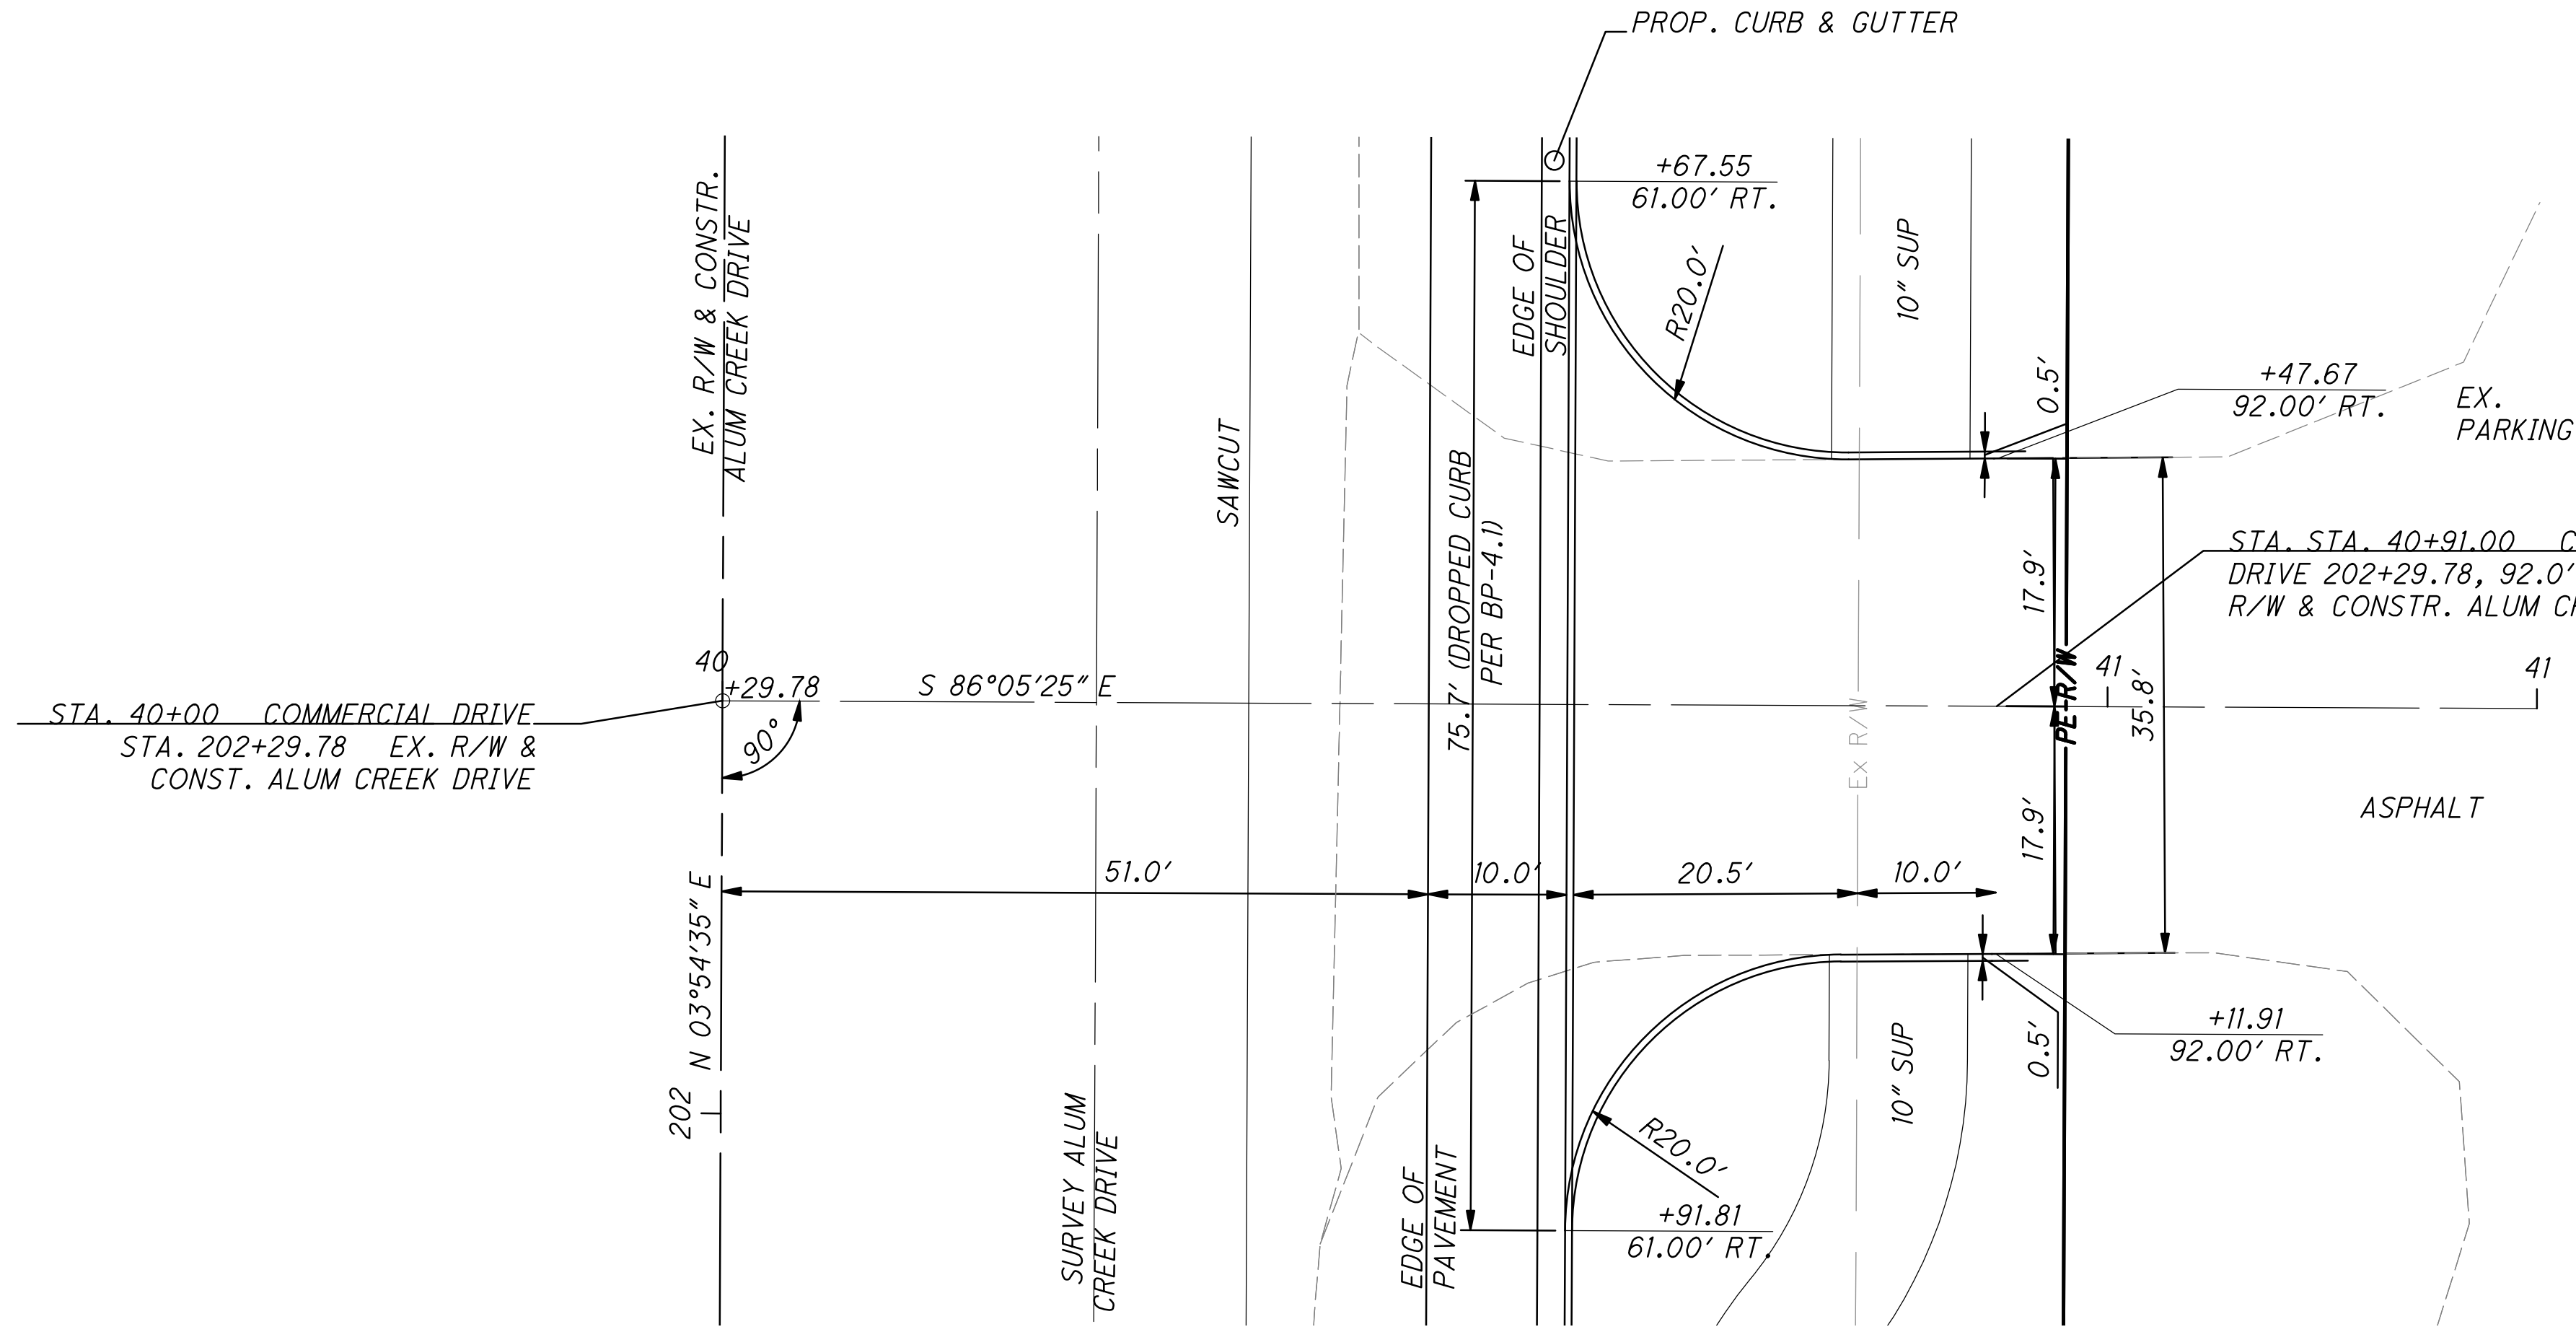 PROP. CURB & GUTTER
EX. R/W & CONSTR.
ALUM CREEK DRIVE
+67.55
61.00' RT.
EDGE OF
SHOULDER
R20.0'
10" SUP
0.5'
+47.67
92.00' RT.
EX.
PARKING
SAWCUT
75.7' (DROPPED CURB
PER BP-4.1)
17.9'
STA. STA. 40+91.00 C
DRIVE 202+29.78, 92.0'
R/W & CONSTR. ALUM
40
+29.78
S 86°05'25" E
90°
STA. 40+00 COMMERCIAL DRIVE
STA. 202+29.78 EX. R/W &
CONST. ALUM CREEK DRIVE
Ex R/W
PE-R/W
41
35.8'
41
ASPHALT
17.9'
51.0'
10.0'
20.5'
10.0'
N 03°54'35" E
202
SURVEY ALUM
CREEK DRIVE
EDGE OF
PAVEMENT
R20.0'
10" SUP
0.5'
+11.91
92.00' RT.
+91.81
61.00' RT.